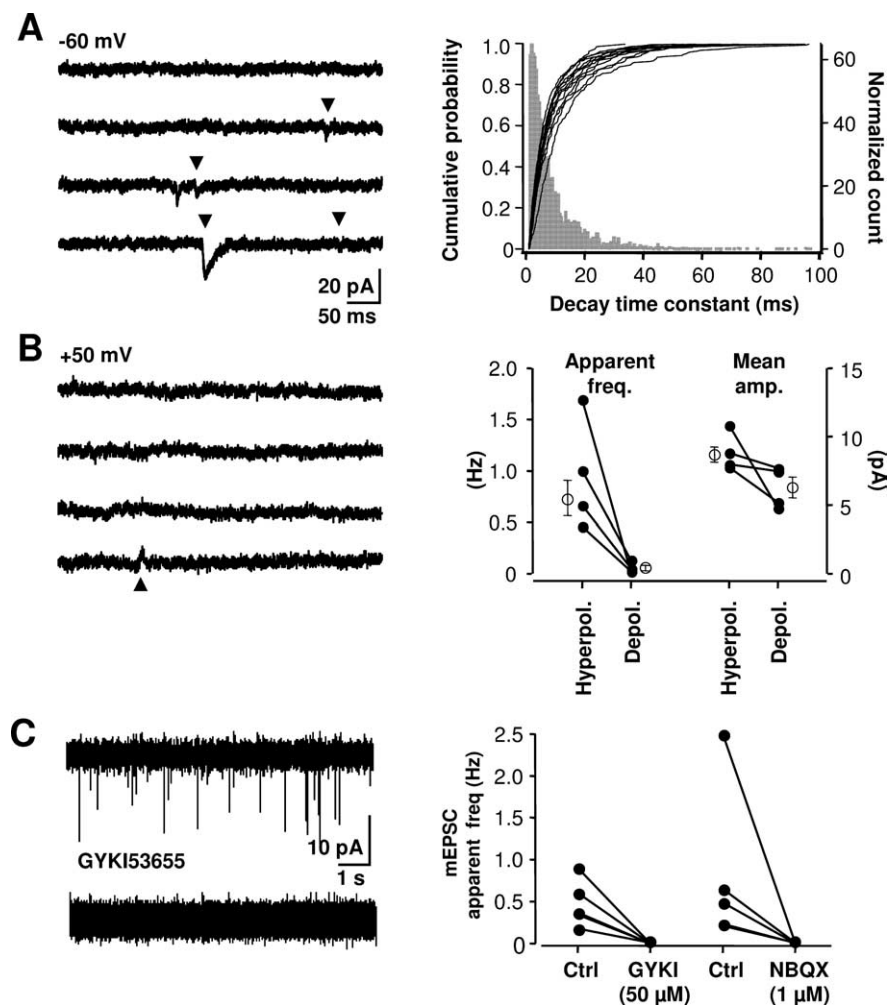 A
-60 mV
20 pA
50 ms
Cumulative probability
1.0
0.8
0.6
0.4
0.2
0
Normalized count
60
40
20
0
0 20 40 60 80 100
Decay time constant (ms)
B
+50 mV
Apparent
freq.
Mean
amp.
(Hz)
2.0
1.5
1.0
0.5
0
(pA)
15
10
5
0
Hyperpol.
Depol.
Hyperpol.
Depol.
C
GYKI53655
10 pA
1 s
mEPSC
apparent freq (Hz)
2.5
2.0
1.5
1.0
0.5
0
Ctrl GYKI Ctrl NBQX
(50 µM) (1 µM)